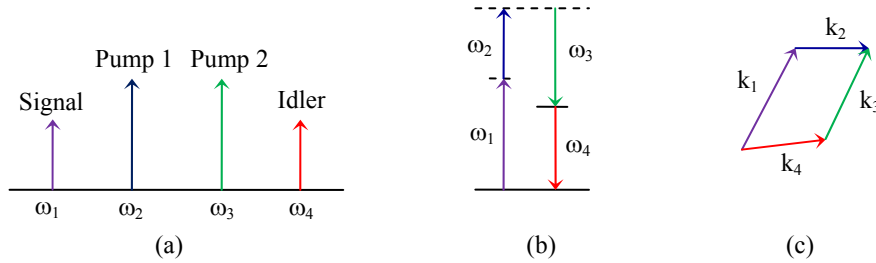 Signal
Pump 1
Pump 2
Idler
ω₁
ω₂
ω₃
ω₄
(a)
ω₂
ω₃
ω₁
ω₄
(b)
k₂
k₁
k₃
k₄
(c)